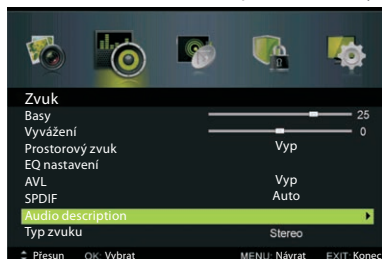 Zvuk
Basy 25
Vyvážení 0
Prostorový zvuk Vyp
EQ nastavení
AVL Vyp
SPDIF Auto
Audio description
Typ zvuku Stereo
Přesun OK: Vybrat MENU: Návrat EXIT: Konec